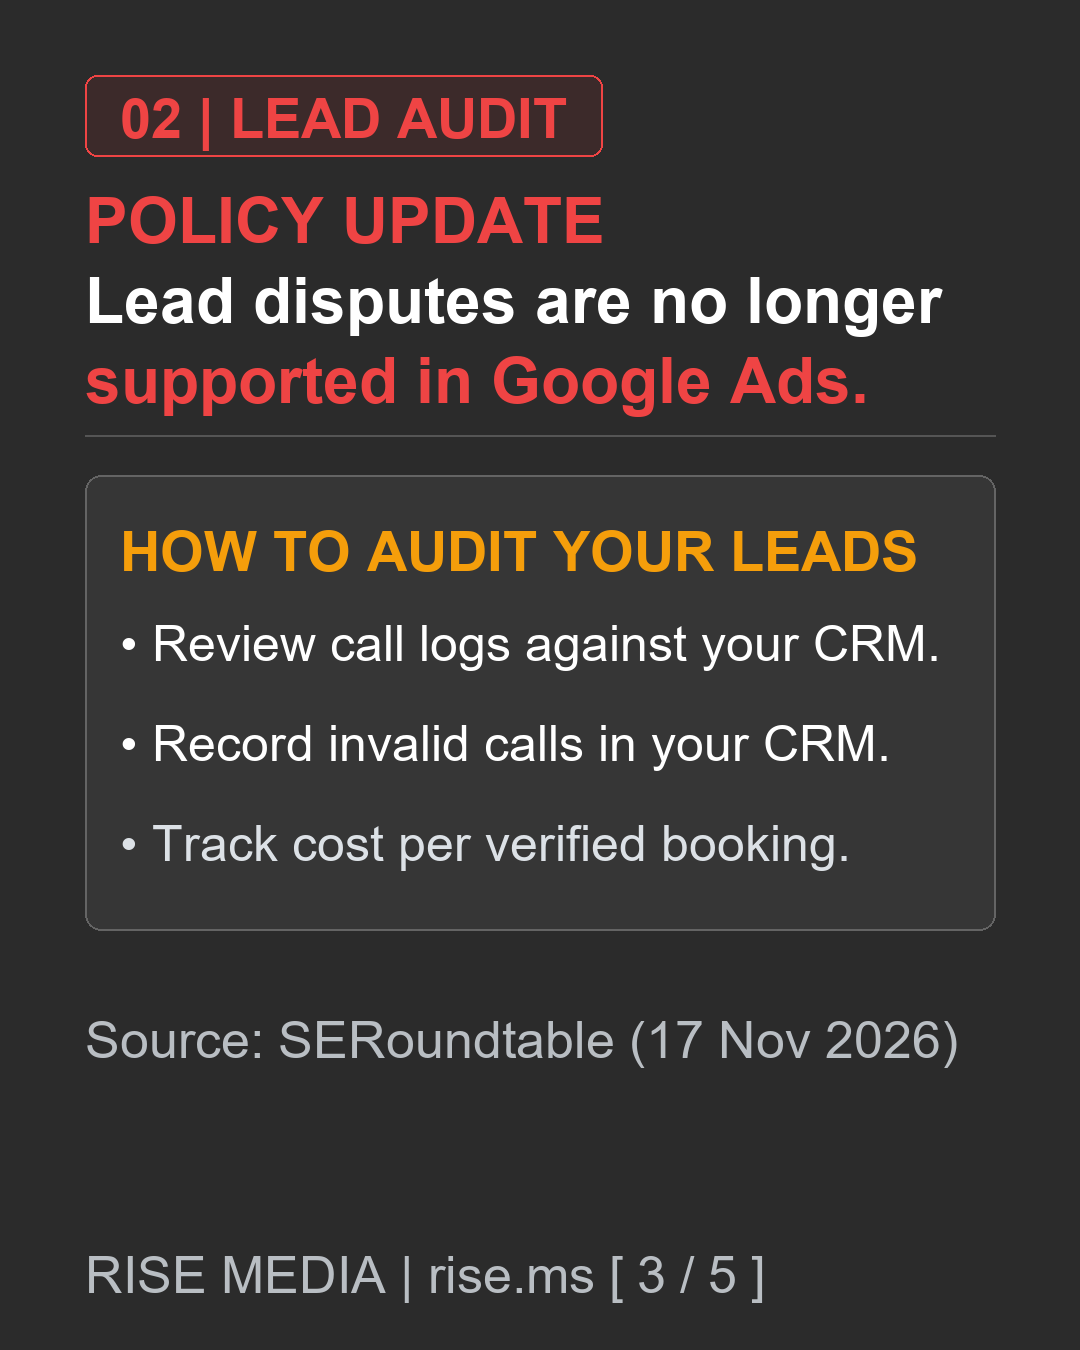 02 | LEAD AUDIT
POLICY UPDATE
Lead disputes are no longer
supported in Google Ads.
HOW TO AUDIT YOUR LEADS
• Review call logs against your CRM.
• Record invalid calls in your CRM.
• Track cost per verified booking.
Source: SERoundtable (17 Nov 2026)
RISE MEDIA | rise.ms [ 3 / 5 ]